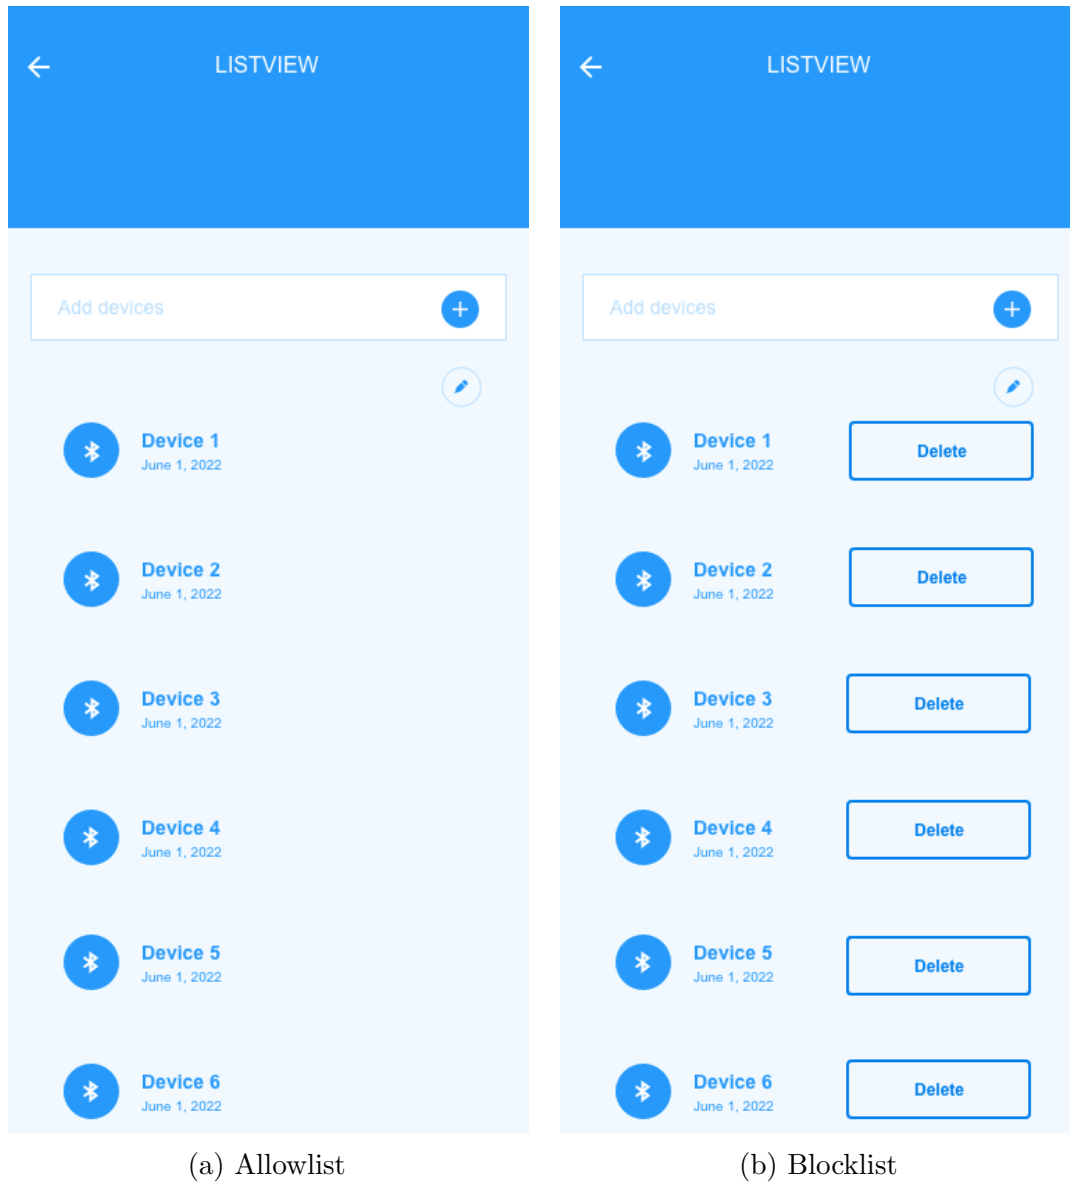 LISTVIEW
Add devices
Device 1
June 1, 2022
Device 2
June 1, 2022
Device 3
June 1, 2022
Device 4
June 1, 2022
Device 5
June 1, 2022
Device 6
June 1, 2022
(a) Allowlist
LISTVIEW
Add devices
Device 1
June 1, 2022
Delete
Device 2
June 1, 2022
Delete
Device 3
June 1, 2022
Delete
Device 4
June 1, 2022
Delete
Device 5
June 1, 2022
Delete
Device 6
June 1, 2022
Delete
(b) Blocklist